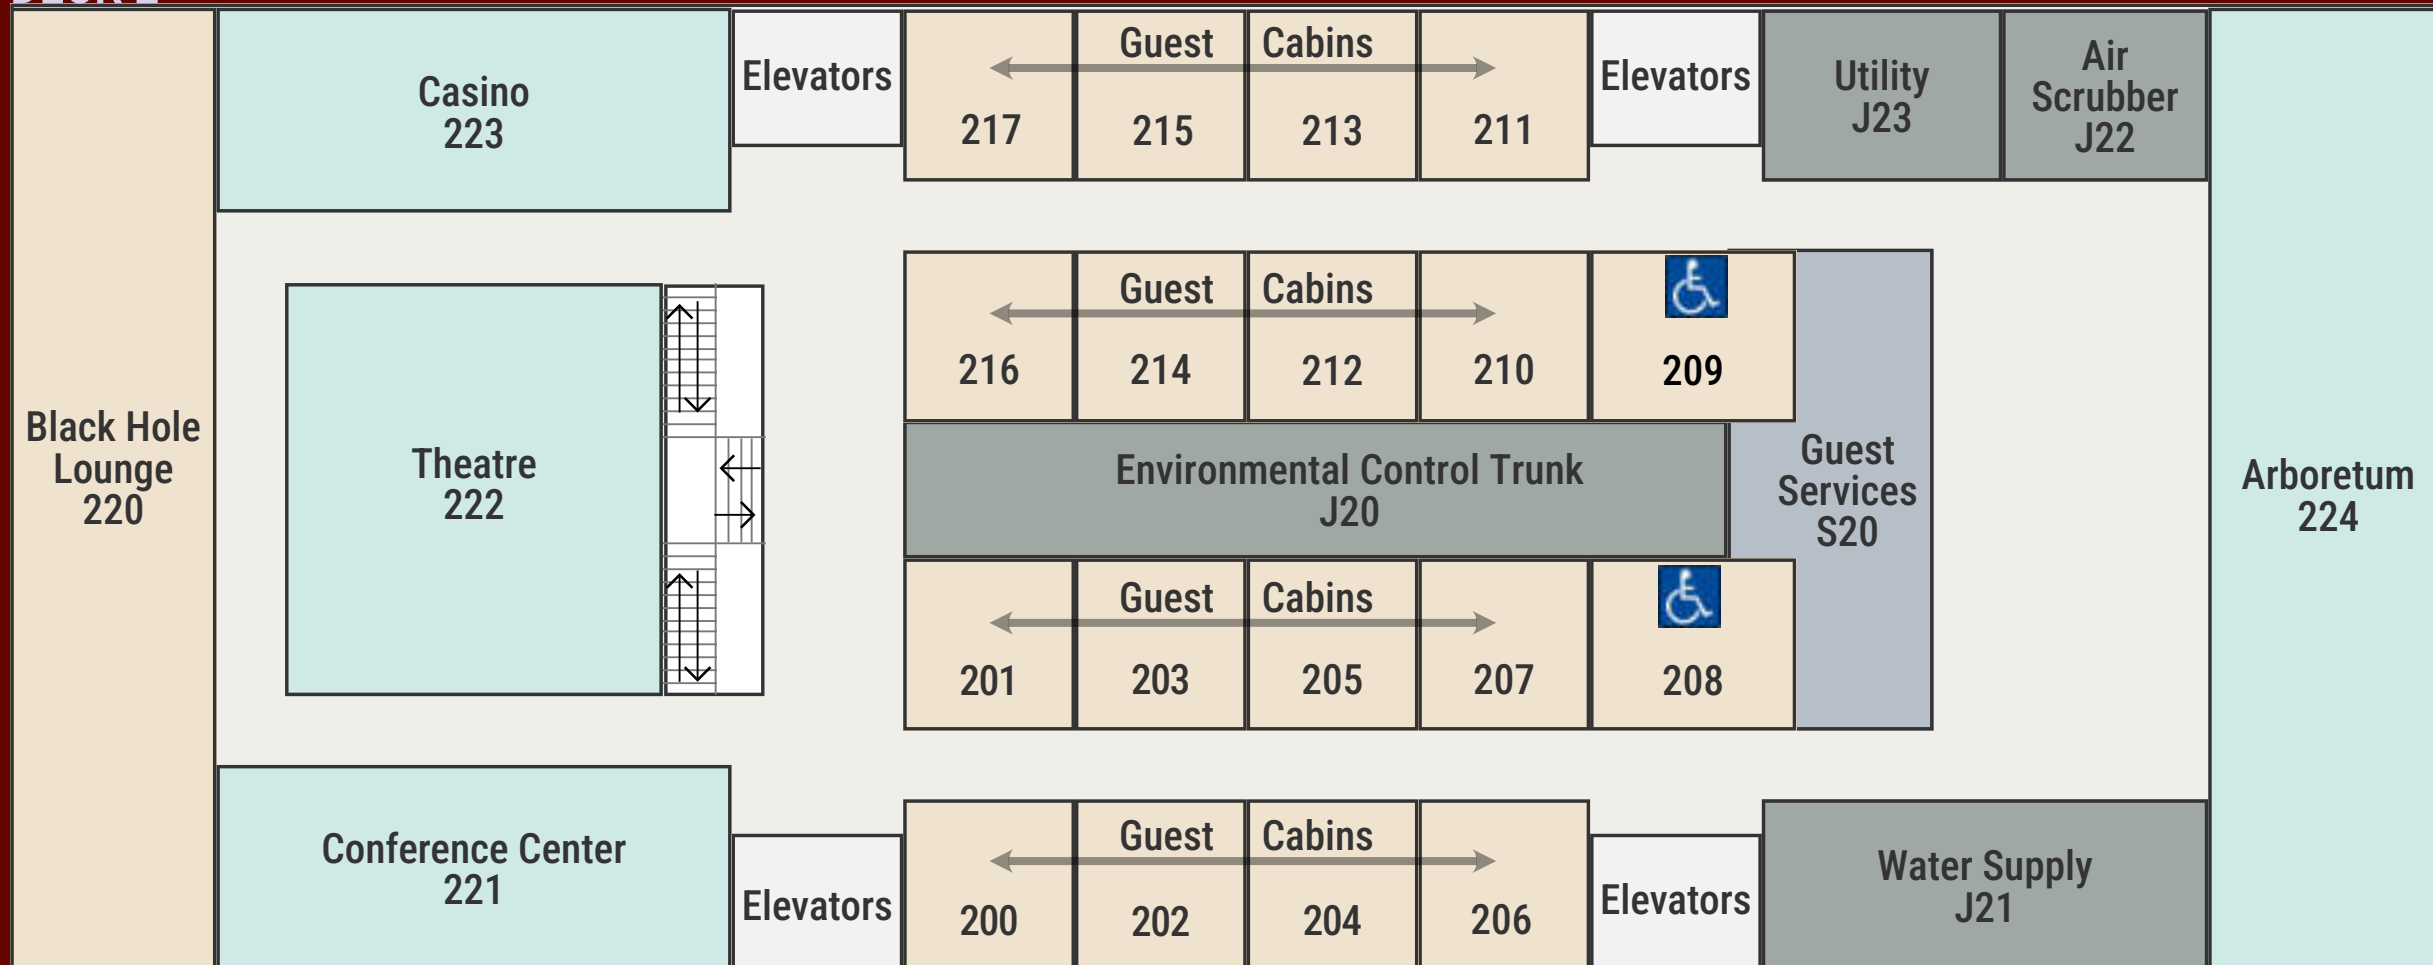 Casino
223
Elevators
Guest Cabins
217 215 213 211
Elevators
Utility
J23
Air
Scrubber
J22
Black Hole
Lounge
220
Theatre
222
Guest Cabins
216 214 212 210 209
Environmental Control Trunk
J20
Guest
Services
S20
Guest Cabins
201 203 205 207 208
Arboretum
224
Conference Center
221
Elevators
Guest Cabins
200 202 204 206
Elevators
Water Supply
J21